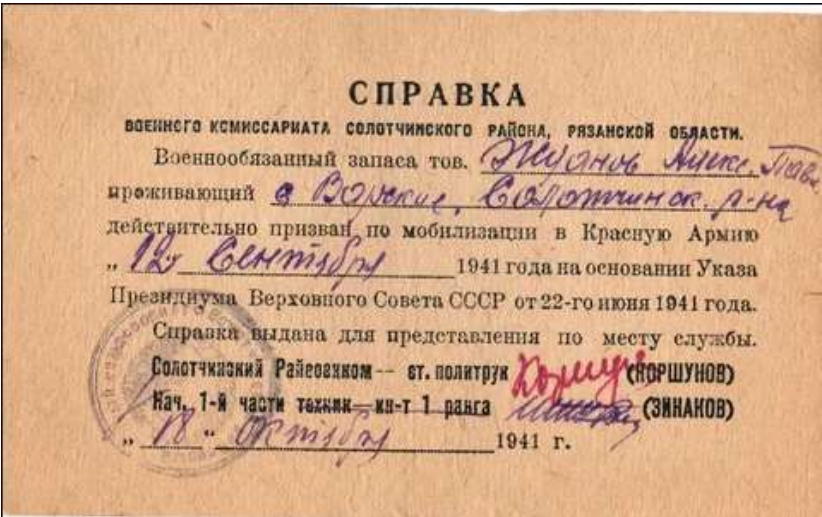 СПРАВКА
ВОЕННОГО КОМИССАРИАТА СОЛОТЧИНСКОГО РАЙОНА, РЯЗАНСКОЙ ОБЛАСТИ.
Военнообязанный запаса тов. Жданов Алекс. Пав.
проживающий с Варские, Солотчинск. р-на
действительно призван по мобилизации в Красную Армию
„ 12 " Сентября 1941 года на основании Указа
Президиума Верховного Совета СССР от 22-го июня 1941 года.
Справка выдана для представления по месту службы.
Солотчинский Райвоенком — ст. политрук (КОРШУНОВ)
Нач. 1-й части техник ин-т 1 ранга (ЗИНАКОВ)
„ 18 " октября 1941 г.